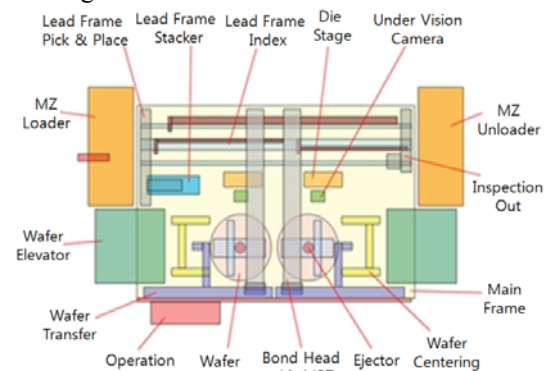 Lead Frame
Pick & Place
Lead Frame
Stacker
Lead Frame
Index
Die
Stage
Under Vision
Camera
MZ
Loader
MZ
Unloader
Inspection
Out
Wafer
Elevator
Main
Frame
Wafer
Transfer
Operation
Wafer
Bond Head
Ejector
Wafer
Centering